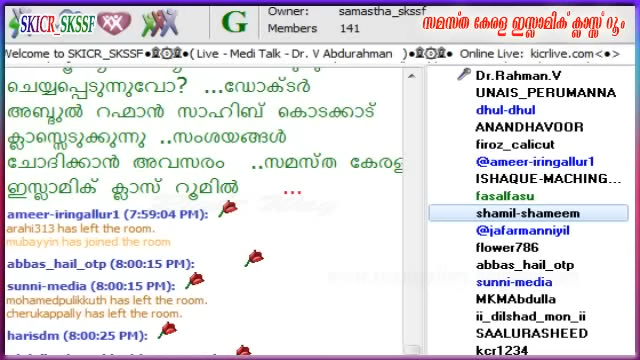 SKICR_SKSSF
G
Owner: samastha_skssf
Members 141
സമസ്ത കേരള ഇസ്ലാമിക് ക്ലാസ്സ് റൂം
Welcome to SKICR_SKSSF ( Live - Medi Talk - Dr. V Abdurahman ) Online Live: kicrlive.com <
ചെയ്യപ്പെടുന്നുവോ? ...ഡോക്ടർ
അബ്ദുൽ റഹ്മാൻ സാഹിബ് കൊടക്കാട്
ക്ലാസ്സെടുക്കുന്നു ..സംശയങ്ങൾ
ചോദിക്കാൻ അവസരം ..സമസ്ത കേരള
ഇസ്ലാമിക് ക്ലാസ് റൂമിൽ ...
ameer-iringallur1 (7:59:04 PM):
arahi313 has left the room.
mubayyin has joined the room
abbas_hail_otp (8:00:15 PM):
sunni-media (8:00:15 PM):
mohamedpulikkuth has left the room.
cherukappally has left the room.
harisdm (8:00:25 PM):
Dr.Rahman.V
UNAIS_PERUMANNA
dhul-dhul
ANANDHAVOOR
firoz_calicut
@ameer-iringallur1
ISHAQUE-MACHING...
fasalfasu
shamil-shameem
@jafarmanniyil
flower786
abbas_hail_otp
sunni-media
MKMAbdulla
ii_dilshad_mon_ii
SAALURASHEED
kcr1234